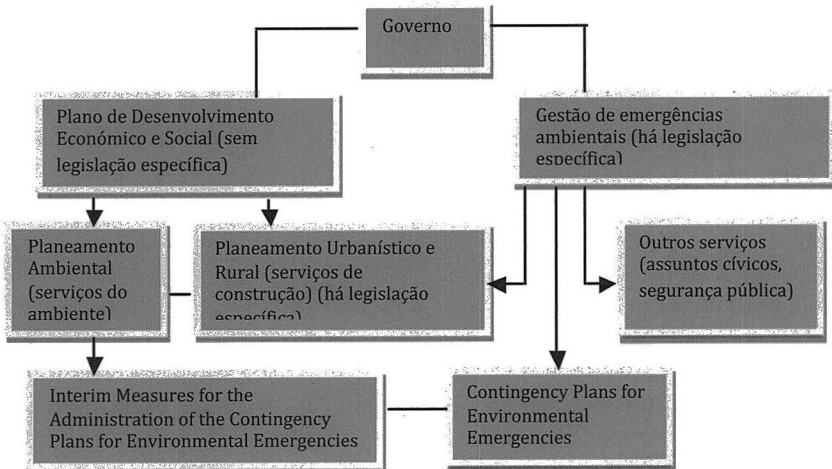 Governo
Plano de Desenvolvimento
Económico e Social (sem
legislação específica)
Gestão de emergências
ambientais (há legislação
específica)
Planeamento
Ambiental
(serviços do
ambiente)
Planeamento Urbanístico e
Rural (serviços de
construção) (há legislação
específica)
Outros serviços
(assuntos cívicos,
segurança pública)
Interim Measures for the
Administration of the Contingency
Plans for Environmental Emergencies
Contingency Plans for
Environmental
Emergencies